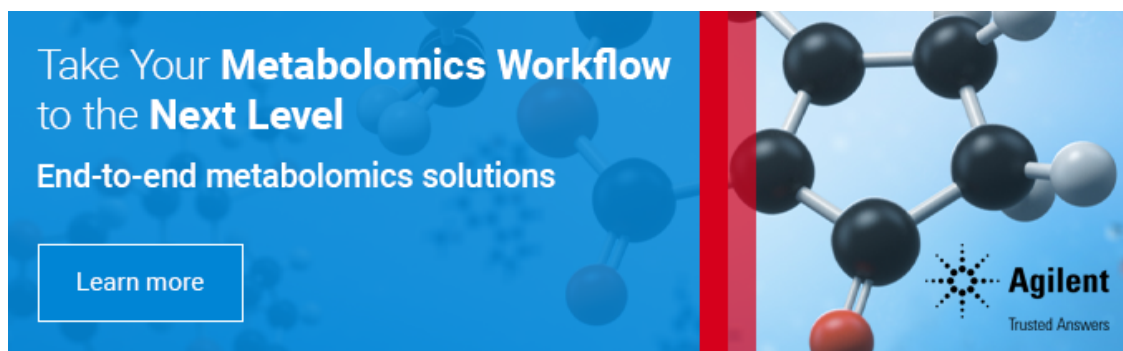 Take Your Metabolomics Workflow
to the Next Level
End-to-end metabolomics solutions
Learn more
Agilent
Trusted Answers